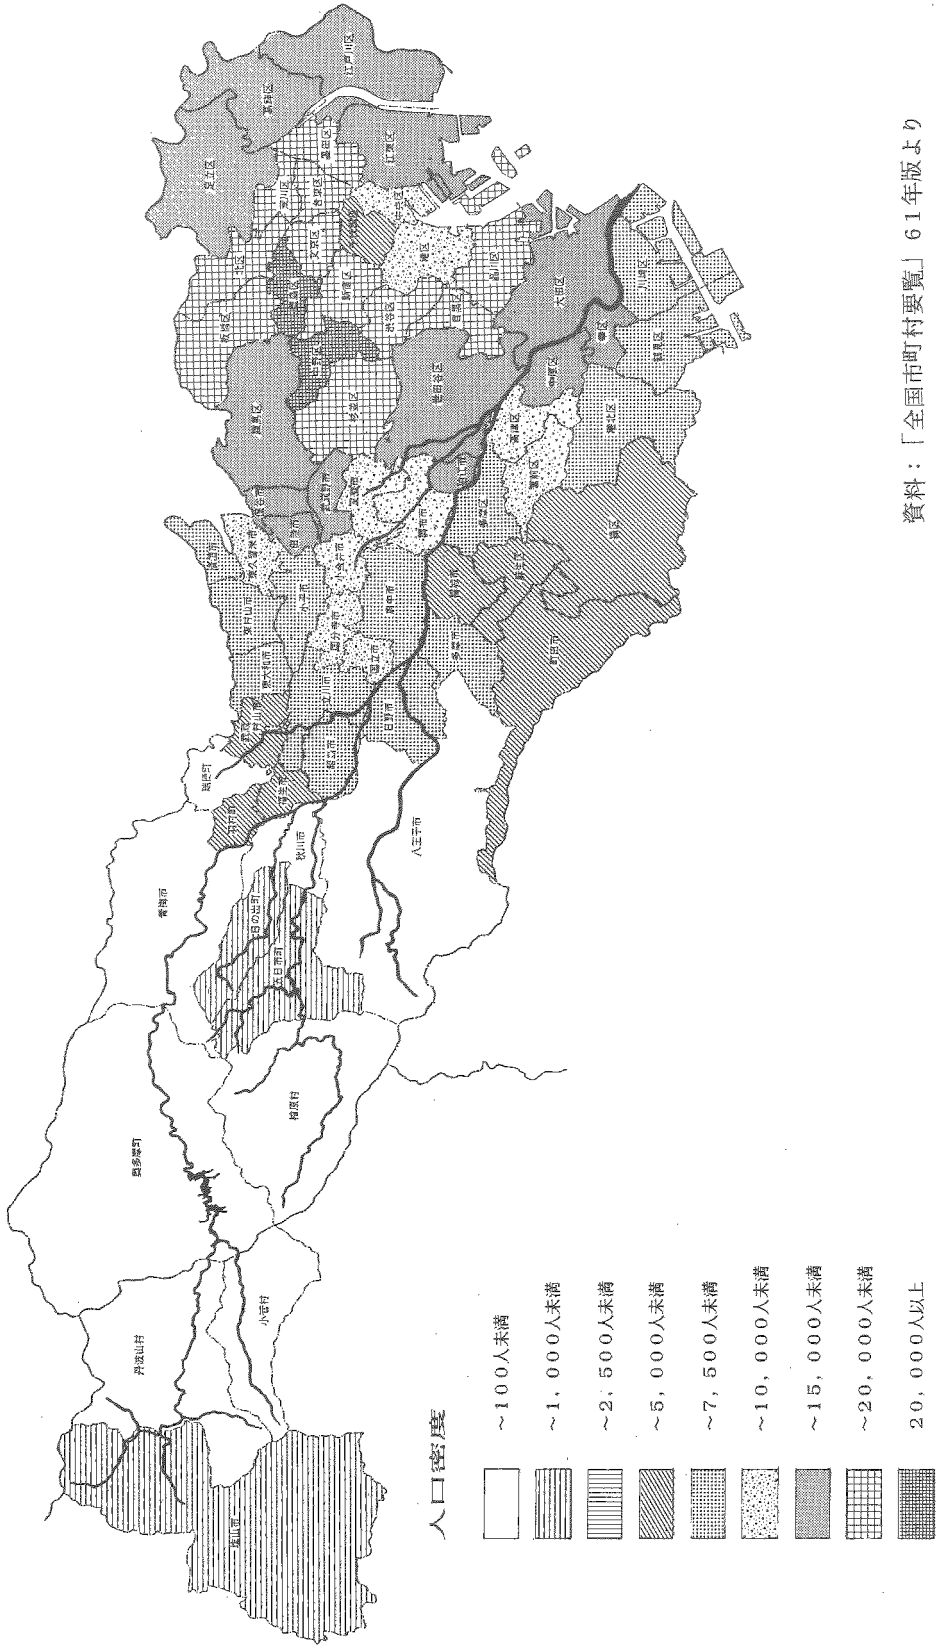 丹波山村
小菅村
塩山市
奥多摩町
檜原村
青梅市
日の出町
五日市町
秋川市
八王子市
瑞穂町
羽村町
福生市
武蔵村山市
昭島市
東大和市
立川市
日野市
東村山市
小平市
国分寺市
国立市
府中市
多摩市
稲城市
町田市
清瀬市
東久留米市
田無市
保谷市
小金井市
武蔵野市
三鷹市
調布市
狛江市
練馬区
板橋区
北区
足立区
葛飾区
江戸川区
荒川区
台東区
墨田区
江東区
文京区
豊島区
中野区
杉並区
新宿区
千代田区
中央区
渋谷区
港区
目黒区
品川区
世田谷区
大田区
川崎区
幸区
中原区
高津区
宮前区
多摩区
麻生区
鶴見区
港北区
緑区
人口密度
～100人未満
～1,000人未満
～2,500人未満
～5,000人未満
～7,500人未満
～10,000人未満
～15,000人未満
～20,000人未満
20,000人以上
資料:「全国市町村要覧」61年版より